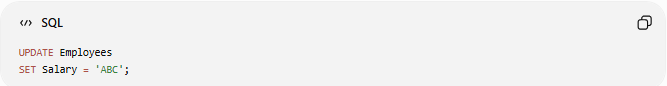 SQL
UPDATE Employees
SET Salary = 'ABC';